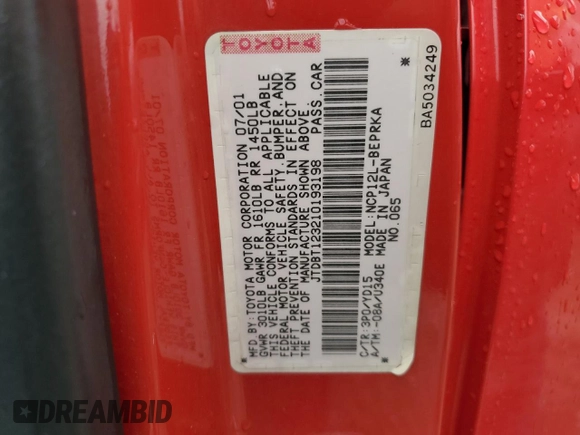 TOYOTA
MFD BY:TOYOTA MOTOR CORPORATION 07/01
GVWR 3010LB GAWR FR 1610LB RR 1450LB
THIS VEHICLE CONFORMS TO ALL APPLICABLE
FEDERAL MOTOR VEHICLE SAFETY,BUMPER,AND
THEFT PREVENTION STANDARDS IN EFFECT ON
THE DATE OF MANUFACTURE SHOWN ABOVE.
JTDBT123210193198 PASS.CAR
C/TR:3P0/YD15 MODEL:NCP12L-BEPRKA
A/TM:-08A/U340E MADE IN JAPAN
NO.065
BA5034249
DREAMBID